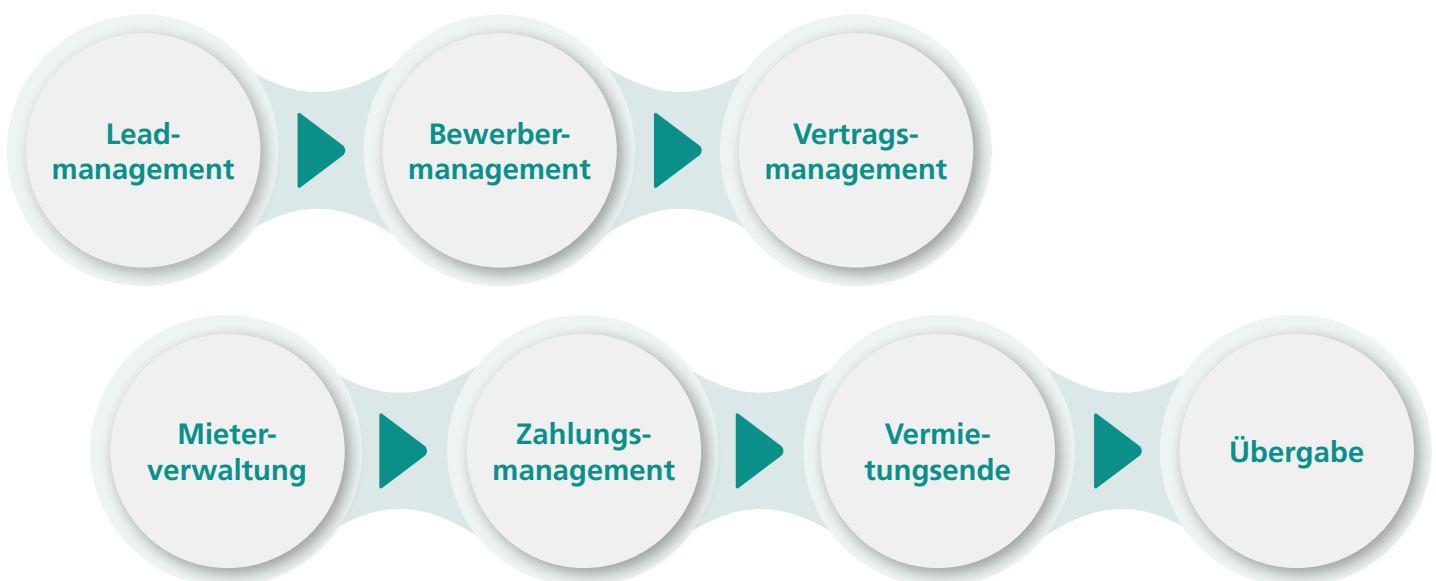 Lead-
management
Bewerber-
management
Vertrags-
management
Mieter-
verwaltung
Zahlungs-
management
Vermie-
tungsende
Übergabe